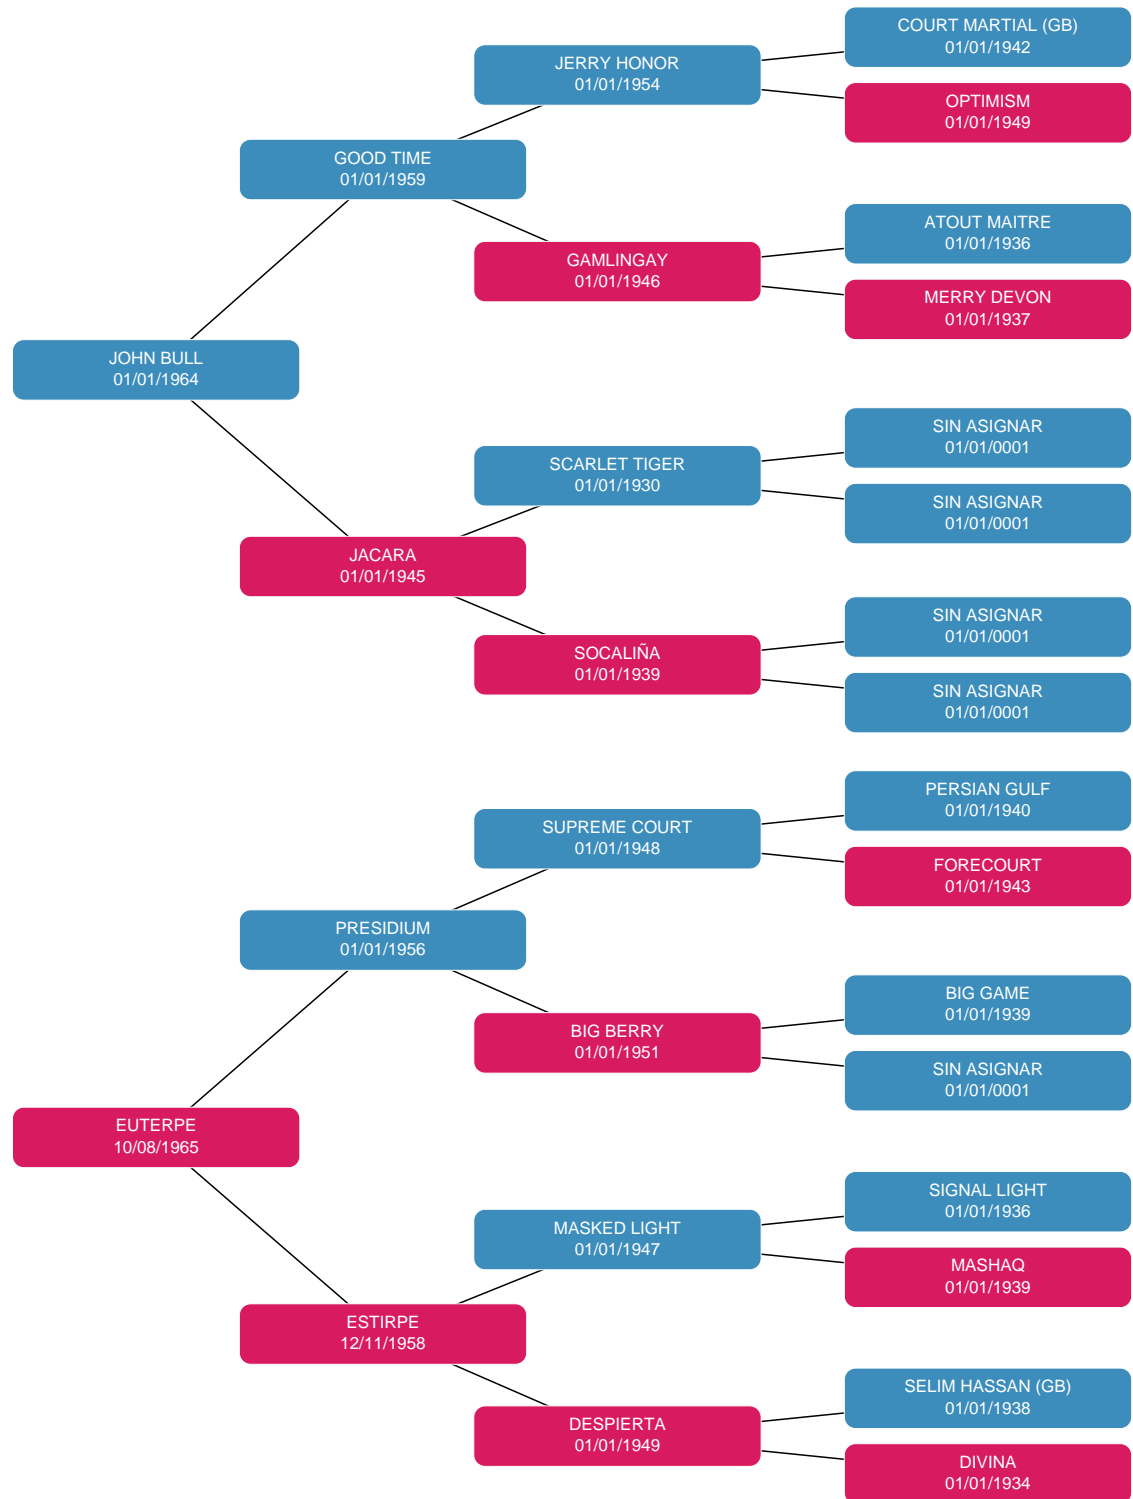 COURT MARTIAL (GB)
01/01/1942
JERRY HONOR
01/01/1954
OPTIMISM
01/01/1949
GOOD TIME
01/01/1959
ATOUT MAITRE
01/01/1936
GAMLINGAY
01/01/1946
MERRY DEVON
01/01/1937
JOHN BULL
01/01/1964
SIN ASIGNAR
01/01/0001
SCARLET TIGER
01/01/1930
SIN ASIGNAR
01/01/0001
JACARA
01/01/1945
SIN ASIGNAR
01/01/0001
SOCALIÑA
01/01/1939
SIN ASIGNAR
01/01/0001
PERSIAN GULF
01/01/1940
SUPREME COURT
01/01/1948
FORECOURT
01/01/1943
PRESIDIUM
01/01/1956
BIG GAME
01/01/1939
BIG BERRY
01/01/1951
SIN ASIGNAR
01/01/0001
EUTERPE
10/08/1965
SIGNAL LIGHT
01/01/1936
MASKED LIGHT
01/01/1947
MASHAQ
01/01/1939
ESTIRPE
12/11/1958
SELIM HASSAN (GB)
01/01/1938
DESPIERTA
01/01/1949
DIVINA
01/01/1934